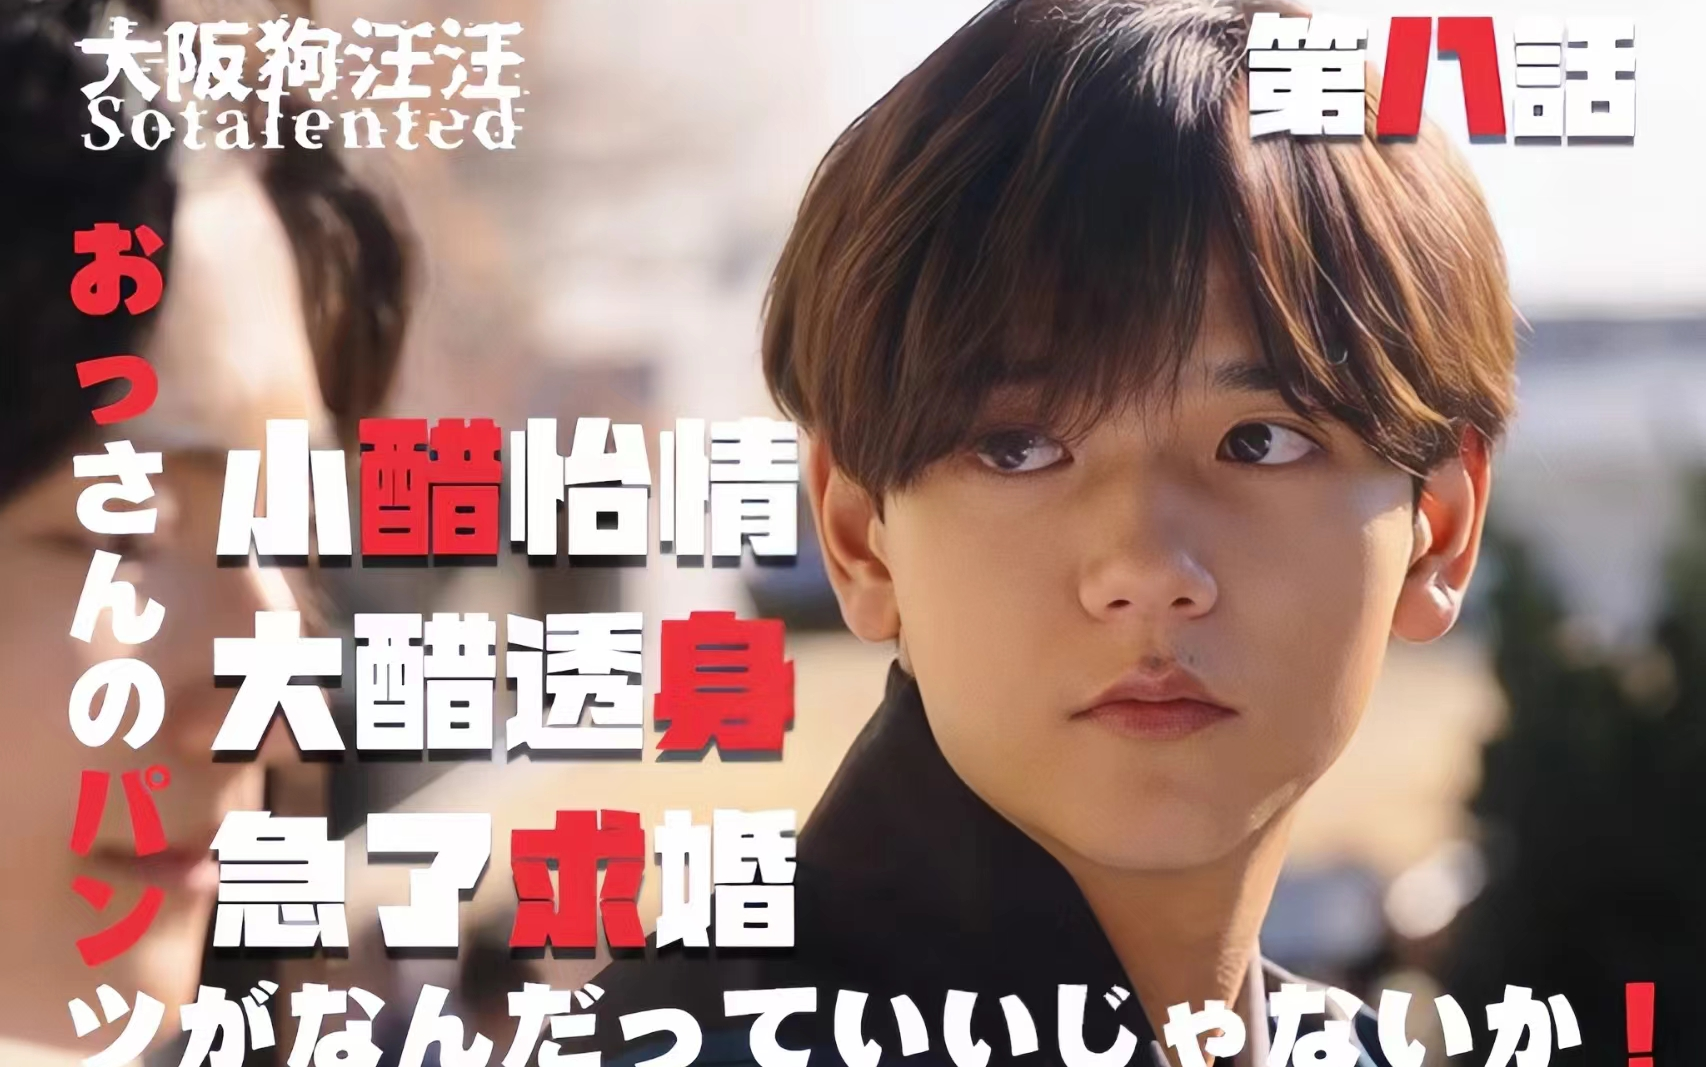 大阪狗汪汪
Sotalented
第八話
おっさんのパン
ツがなんだっていいじゃないか！
小醋怡情
大醋透身
急了求婚